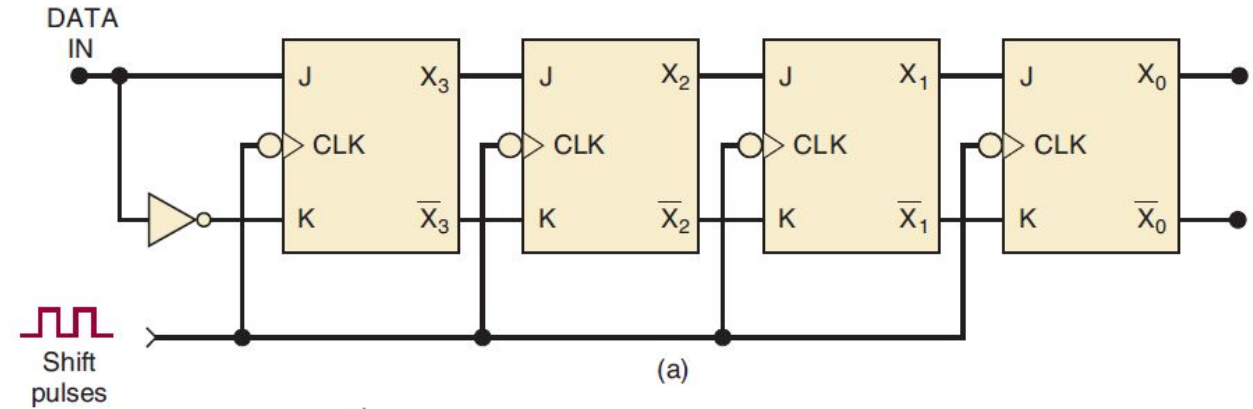 DATA
IN
J X₃ J X₂ J X₁ J X₀
CLK CLK CLK CLK
K X̅₃ K X̅₂ K X̅₁ K X̅₀
Shift
pulses
(a)